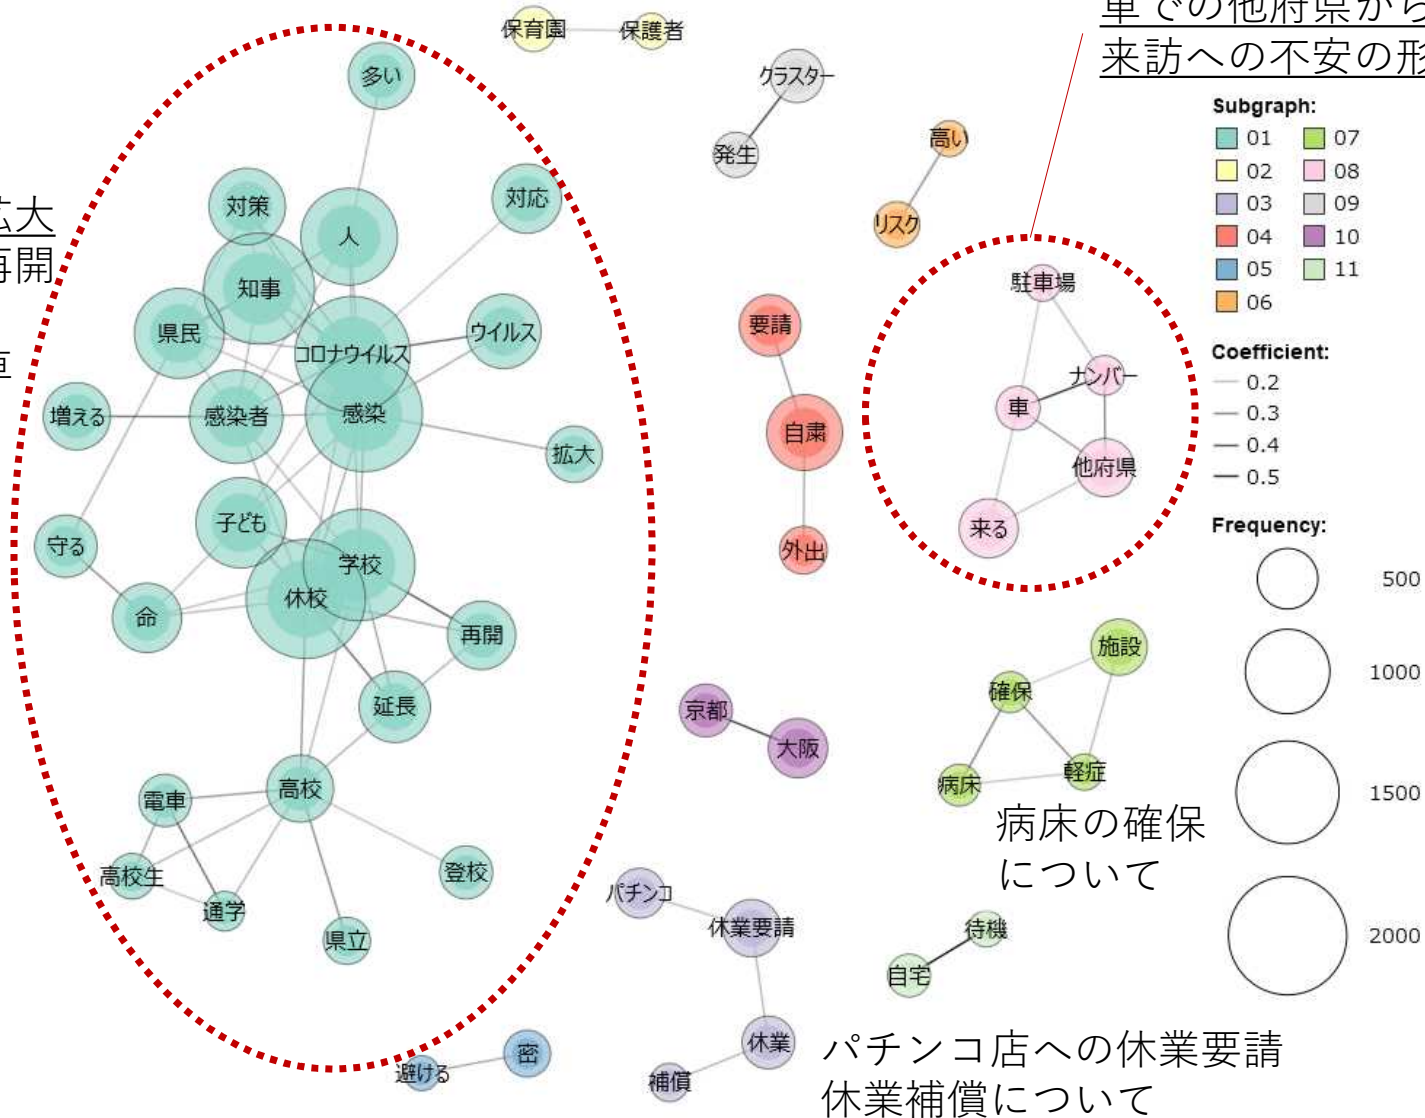 車での他府県から
来訪への不安の形
拡大
再開
保育園
保護者
多い
クラスター
発生
高い
リスク
対策
人
対応
知事
県民
コロナウイルス
ウイルス
増える
感染者
感染
拡大
子ども
守る
学校
休校
命
再開
延長
電車
高校
高校生
通学
登校
県立
避ける
密
要請
自粛
外出
京都
大阪
駐車場
ナンバー
車
他府県
来る
施設
確保
病床
軽症
病床の確保
について
パチンコ
休業要請
休業
補償
待機
自宅
パチンコ店への休業要請
休業補償について
Subgraph:
01 07
02 08
03 09
04 10
05 11
06
Coefficient:
0.2
0.3
0.4
0.5
Frequency:
500
1000
1500
2000